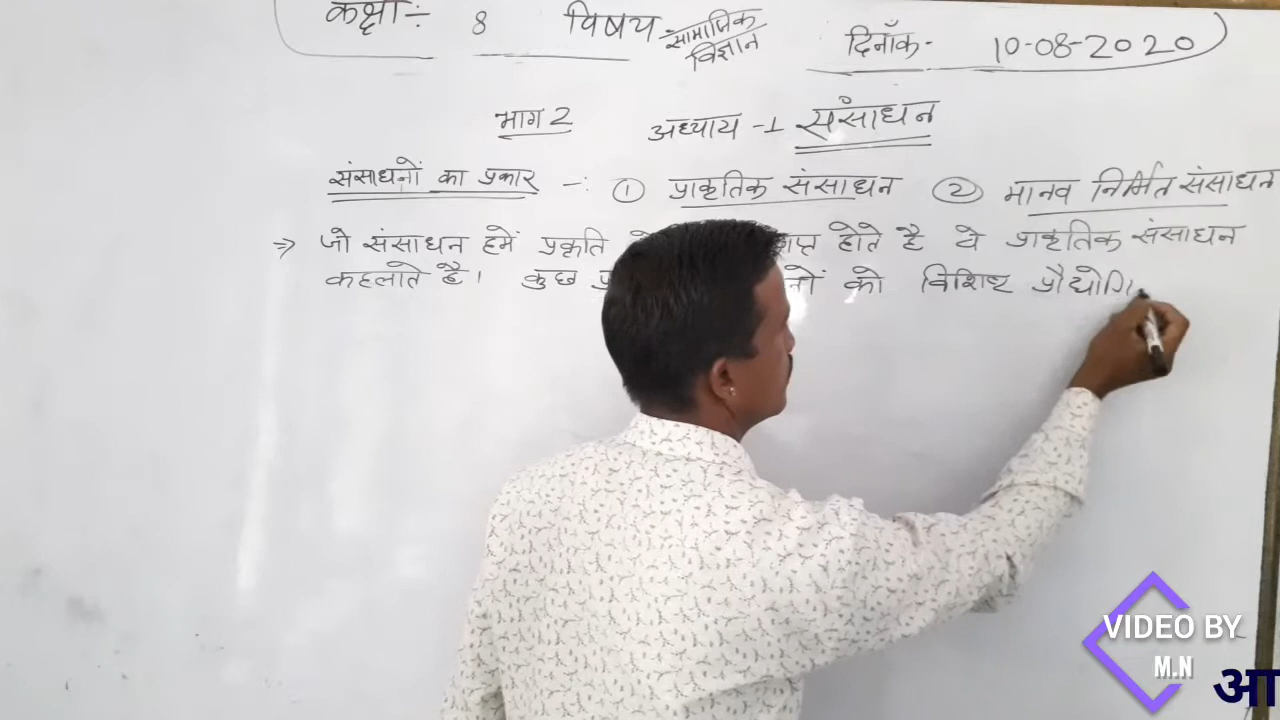 कक्षा :- 8 विषय सामाजिक विज्ञान दिनाँक- 10-08-2020
भाग 2 अध्याय -1 संसाधन
संसाधनों का प्रकार -: ① प्राकृतिक संसाधन ② मानव निर्मित संसाधन
⇒ जो संसाधन हमें प्रकृति होते है ये प्राकृतिक संसाधन
कहलाते है। कुछ को विशिष्ट प्रौद्योगि
VIDEO BY
M.N
आ